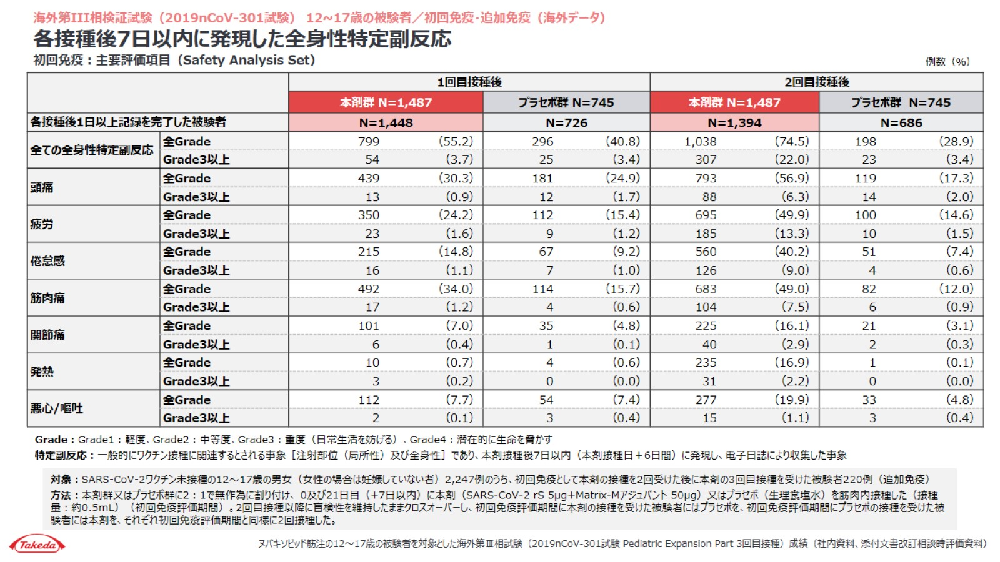 海外第III相検証試験（2019nCoV-301試験） 12~17歳の被験者／初回免疫・追加免疫（海外データ）
各接種後7日以内に発現した全身性特定副反応
初回免疫：主要評価項目（Safety Analysis Set）
例数（%）
1回目接種後 2回目接種後
本剤群 N=1,487 プラセボ群 N=745 本剤群 N=1,487 プラセボ群 N=745
各接種後1日以上記録を完了した被験者 N=1,448 N=726 N=1,394 N=686
全ての全身性特定副反応 全Grade 799 (55.2) 296 (40.8) 1,038 (74.5) 198 (28.9)
Grade3以上 54 (3.7) 25 (3.4) 307 (22.0) 23 (3.4)
頭痛 全Grade 439 (30.3) 181 (24.9) 793 (56.9) 119 (17.3)
Grade3以上 13 (0.9) 12 (1.7) 88 (6.3) 14 (2.0)
疲労 全Grade 350 (24.2) 112 (15.4) 695 (49.9) 100 (14.6)
Grade3以上 23 (1.6) 9 (1.2) 185 (13.3) 10 (1.5)
倦怠感 全Grade 215 (14.8) 67 (9.2) 560 (40.2) 51 (7.4)
Grade3以上 16 (1.1) 7 (1.0) 126 (9.0) 4 (0.6)
筋肉痛 全Grade 492 (34.0) 114 (15.7) 683 (49.0) 82 (12.0)
Grade3以上 17 (1.2) 4 (0.6) 104 (7.5) 6 (0.9)
関節痛 全Grade 101 (7.0) 35 (4.8) 225 (16.1) 21 (3.1)
Grade3以上 6 (0.4) 1 (0.1) 40 (2.9) 2 (0.3)
発熱 全Grade 10 (0.7) 4 (0.6) 235 (16.9) 1 (0.1)
Grade3以上 3 (0.2) 0 (0.0) 31 (2.2) 0 (0.0)
悪心/嘔吐 全Grade 112 (7.7) 54 (7.4) 277 (19.9) 33 (4.8)
Grade3以上 2 (0.1) 3 (0.4) 15 (1.1) 3 (0.4)
Grade：Grade1：軽度、Grade2：中等度、Grade3：重度（日常生活を妨げる）、Grade4：潜在的に生命を脅かす
特定副反応：一般的にワクチン接種に関連するとされる事象［注射部位（局所性）及び全身性］であり、本剤接種後7日以内（本剤接種日＋6日間）に発現し、電子日誌により収集した事象
対象：SARS-CoV-2ワクチン未接種の12～17歳の男女（女性の場合は妊娠していない者）2,247例のうち、初回免疫として本剤の接種を2回受けた後に本剤の3回目接種を受けた被験者220例（追加免疫）
方法：本剤群又はプラセボ群に2：1で無作為に割り付け、0及び21日目（+7日以内）に本剤（SARS-CoV-2 rS 5μg+Matrix-Mアジュバント 50μg）又はプラセボ（生理食塩水）を筋肉内接種した（接種
量：約0.5mL）（初回免疫評価期間）。2回目接種以降に盲検性を維持したままクロスオーバーし、初回免疫評価期間に本剤の接種を受けた被験者にはプラセボを、初回免疫評価期間にプラセボの接種を受けた被
験者には本剤を、それぞれ初回免疫評価期間と同様に2回接種した。
Takeda
ヌバキソビッド筋注の12～17歳の被験者を対象とした海外第Ⅲ相試験（2019nCoV-301試験 Pediatric Expansion Part 3回目接種）成績（社内資料、添付文書改訂相談時評価資料）